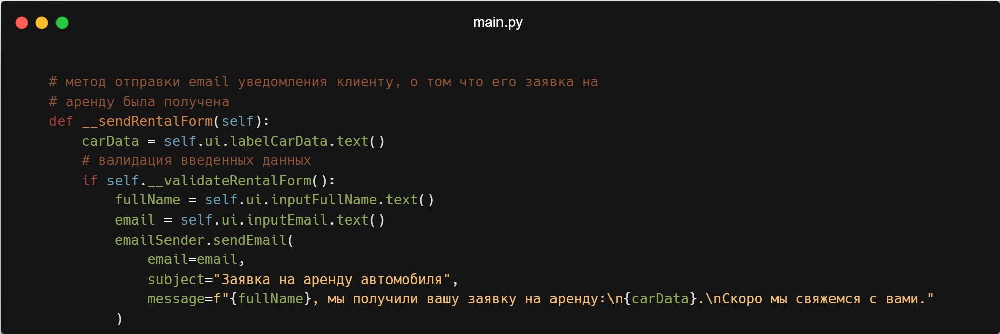 main.py
# метод отправки email уведомления клиенту, о том что его заявка на
# аренду была получена
def __sendRentalForm(self):
    carData = self.ui.labelCarData.text()
    # валидация введенных данных
    if self.__validateRentalForm():
        fullName = self.ui.inputFullName.text()
        email = self.ui.inputEmail.text()
        emailSender.sendEmail(
            email=email,
            subject="Заявка на аренду автомобиля",
            message=f"{fullName}, мы получили вашу заявку на аренду:\n{carData}.\nСкоро мы свяжемся с вами."
        )